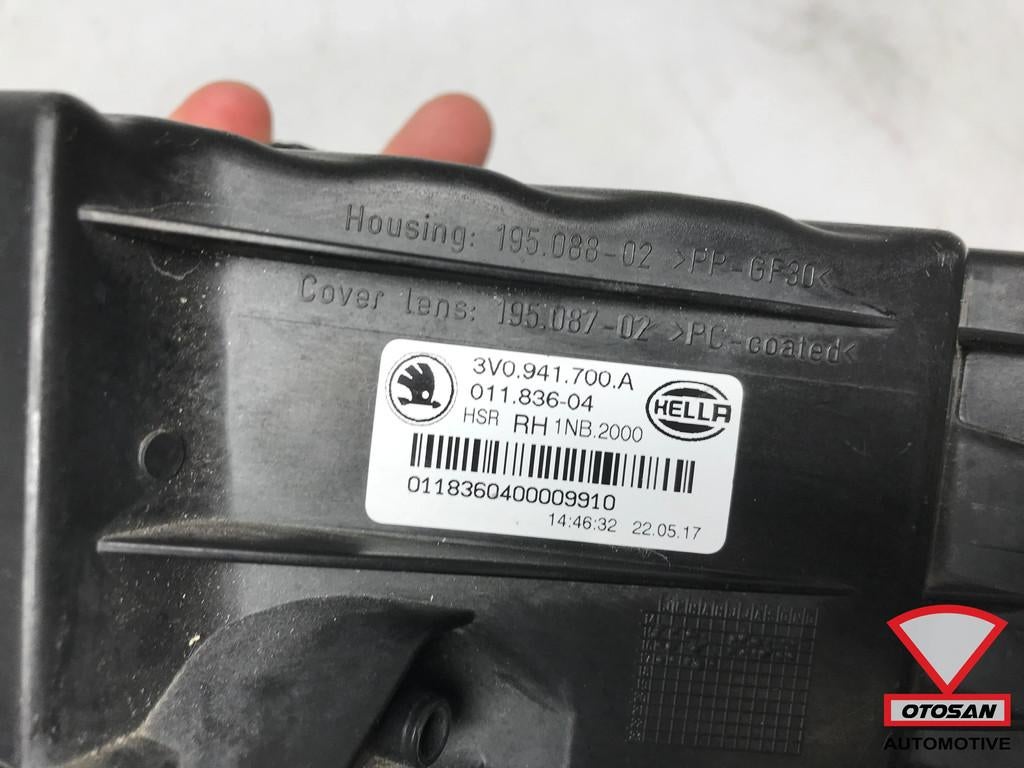 Housing: 195.088-02 >PP-GF30<
Cover lens: 195.087-02 >PC-coated<
3V0.941.700.A
011.836-04
HELLA
HSR RH 1NB.2000
0118360400009910
14:46:32 22.05.17
OTOSAN
AUTOMOTIVE